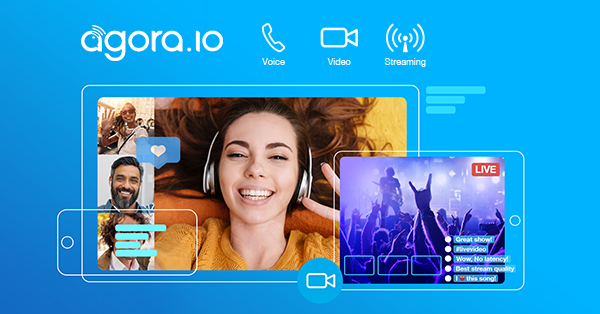 agora.io
Voice
Video
Streaming
LIVE
Great show!
#livevideo
Wow, No latency!
Best stream quality
I ❤ this song!